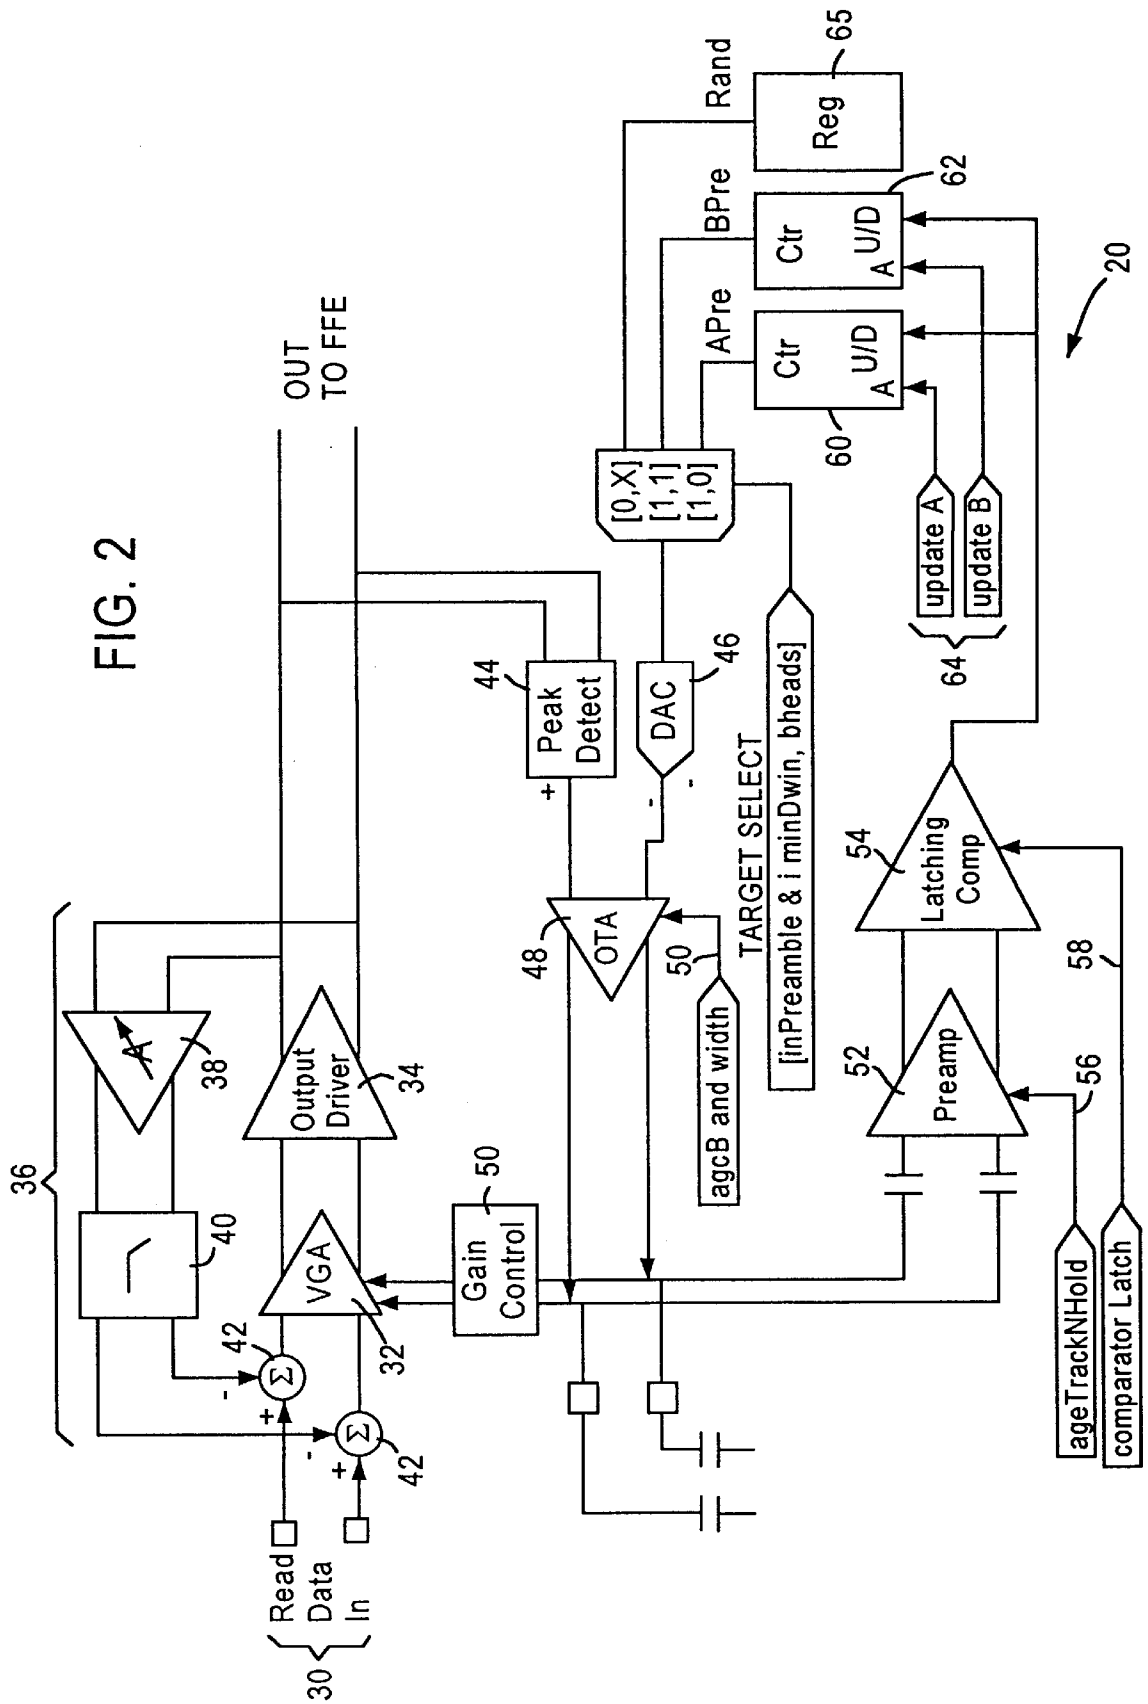 FIG. 2
36
38
40
42
42
+
-
+
-
Σ
Σ
A
Read
Data
In
30
VGA
32
Output
Driver
34
OUT
TO FFE
Gain
Control
50
Peak
Detect
44
+
OTA
48
50
agcB and width
DAC
46
-
-
TARGET SELECT
[inPreamble & i minDwin, bheads]
[0,X]
[1,1]
[1,0]
APre
BPre
Rand
Ctr
A U/D
60
Ctr
A U/D
62
Reg
65
update A
update B
64
20
Preamp
52
Latching
Comp
54
56
58
ageTrackNHold
comparator Latch